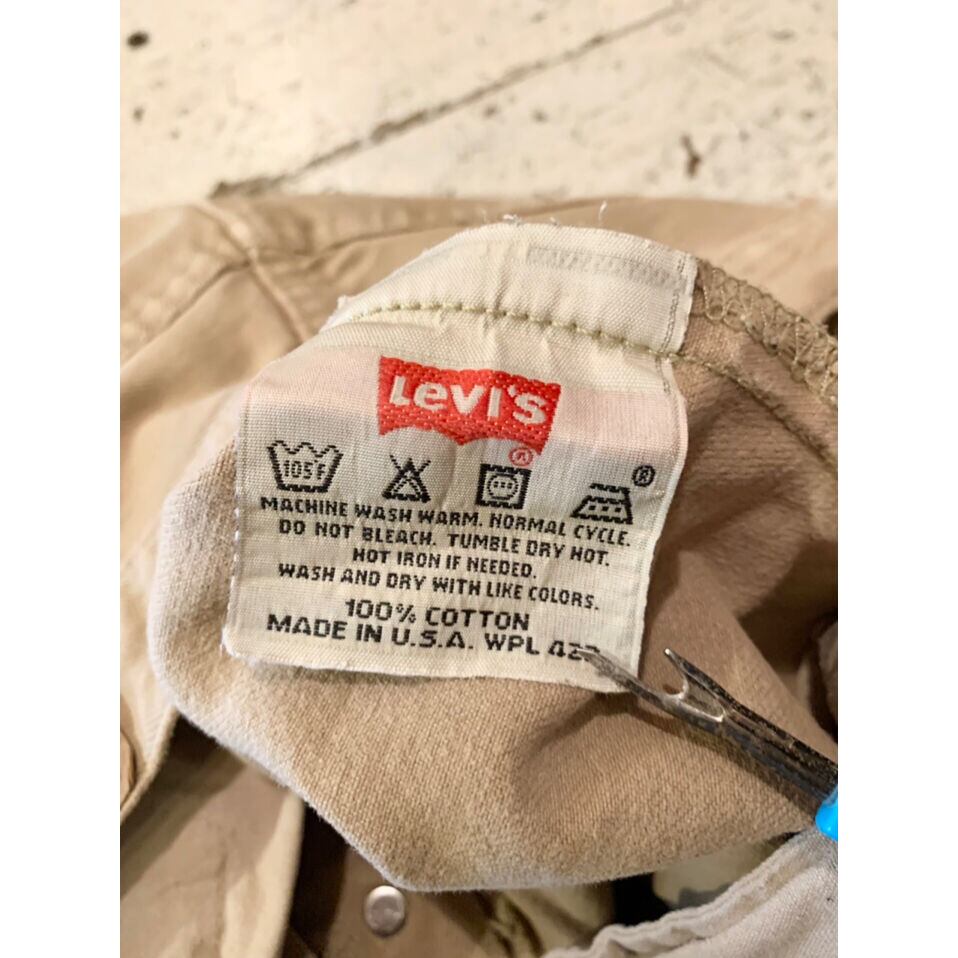 Levi's
®
105°F
®
MACHINE WASH WARM. NORMAL CYCLE.
DO NOT BLEACH. TUMBLE DRY HOT.
HOT IRON IF NEEDED.
WASH AND DRY WITH LIKE COLORS.
100% COTTON
MADE IN U.S.A. WPL